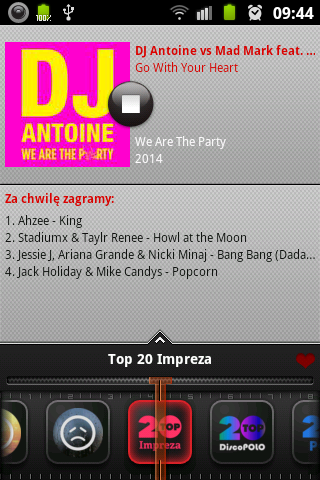 100%
09:44
DJ Antoine vs Mad Mark feat. ...
Go With Your Heart
DJ
ANTOINE
WE ARE THE PARTY
We Are The Party
2014
Za chwilę zagramy:
1. Ahzee - King
2. Stadiumx & Taylr Renee - Howl at the Moon
3. Jessie J, Ariana Grande & Nicki Minaj - Bang Bang (Dada...
4. Jack Holiday & Mike Candys - Popcorn
Top 20 Impreza
20 TOP
Impreza
20 TOP
DiscoPOLO